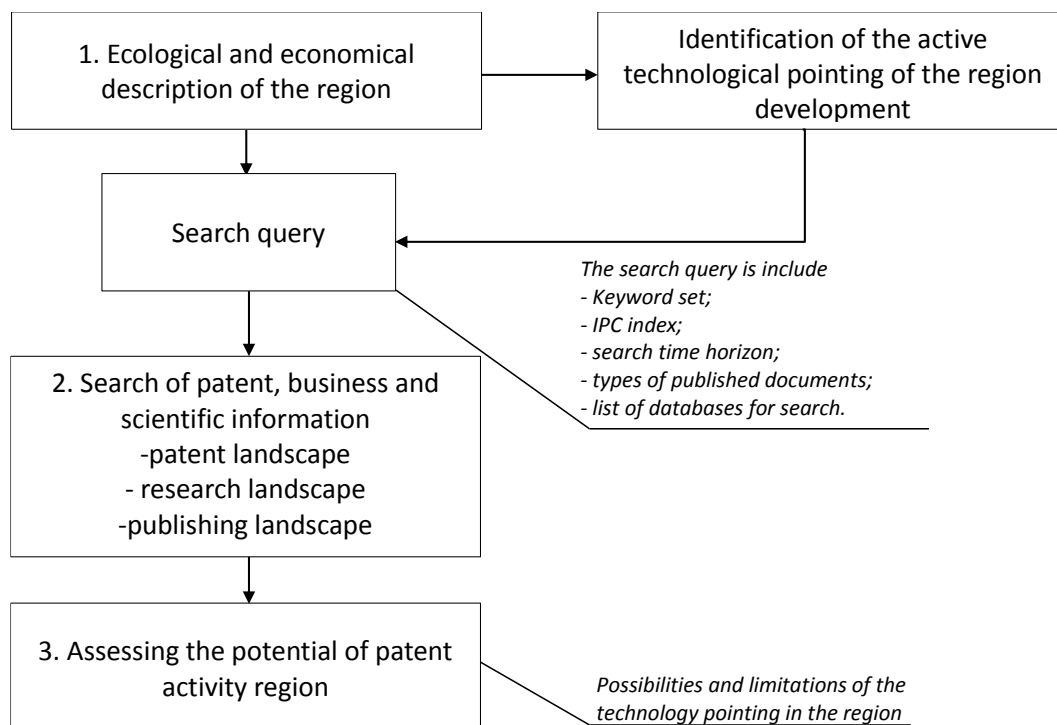 1. Ecological and economical
description of the region
Identification of the active
technological pointing of the region
development
Search query
The search query is include
- Keyword set;
- IPC index;
- search time horizon;
- types of published documents;
- list of databases for search.
2. Search of patent, business and
scientific information
-patent landscape
- research landscape
-publishing landscape
3. Assessing the potential of patent
activity region
Possibilities and limitations of the
technology pointing in the region